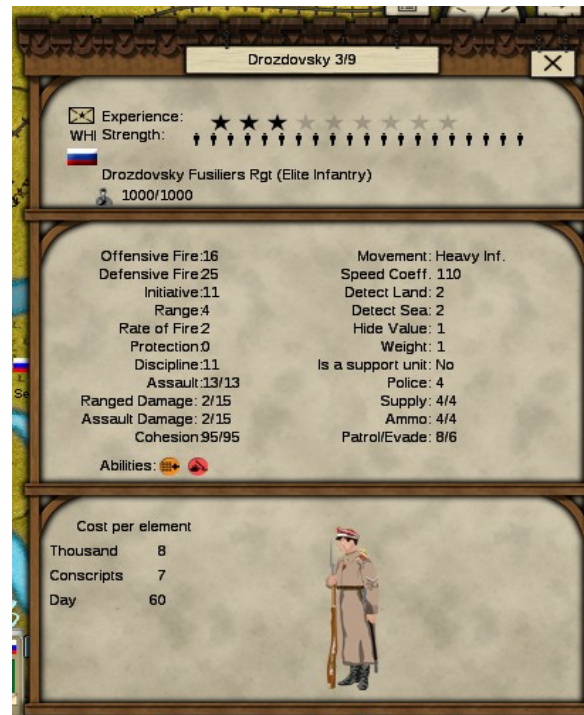 Drozdovsky 3/9
Experience:
WHI Strength:
Drozdovsky Fusiliers Rgt (Elite Infantry)
1000/1000
Offensive Fire:16
Defensive Fire:25
Initiative:11
Range:4
Rate of Fire:2
Protection:0
Discipline:11
Assault:13/13
Ranged Damage: 2/15
Assault Damage: 2/15
Cohesion:95/95
Abilities:
Movement: Heavy Inf.
Speed Coeff. 110
Detect Land: 2
Detect Sea: 2
Hide Value: 1
Weight: 1
Is a support unit: No
Police: 4
Supply: 4/4
Ammo: 4/4
Patrol/Evade: 8/6
Cost per element
Thousand 8
Conscripts 7
Day 60
Se